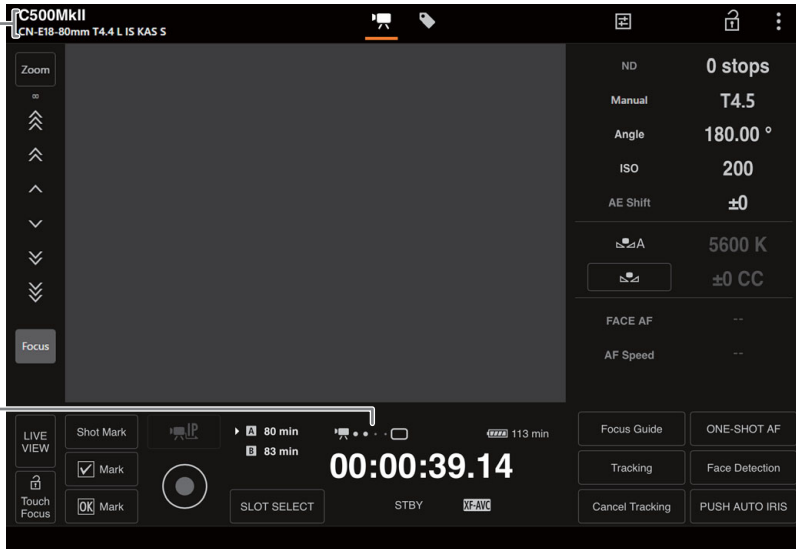 C500MkII
CN-E18-80mm T4.4 L IS KAS S
Zoom
∞
Focus
ND 0 stops
Manual T4.5
Angle 180.00 °
ISO 200
AE Shift ±0
A 5600 K
±0 CC
FACE AF --
AF Speed --
LIVE
VIEW
Touch
Focus
Shot Mark
Mark
OK Mark
IP
A 80 min
B 83 min
113 min
00:00:39.14
SLOT SELECT
STBY
XF-AVC
Focus Guide
ONE-SHOT AF
Tracking
Face Detection
Cancel Tracking
PUSH AUTO IRIS